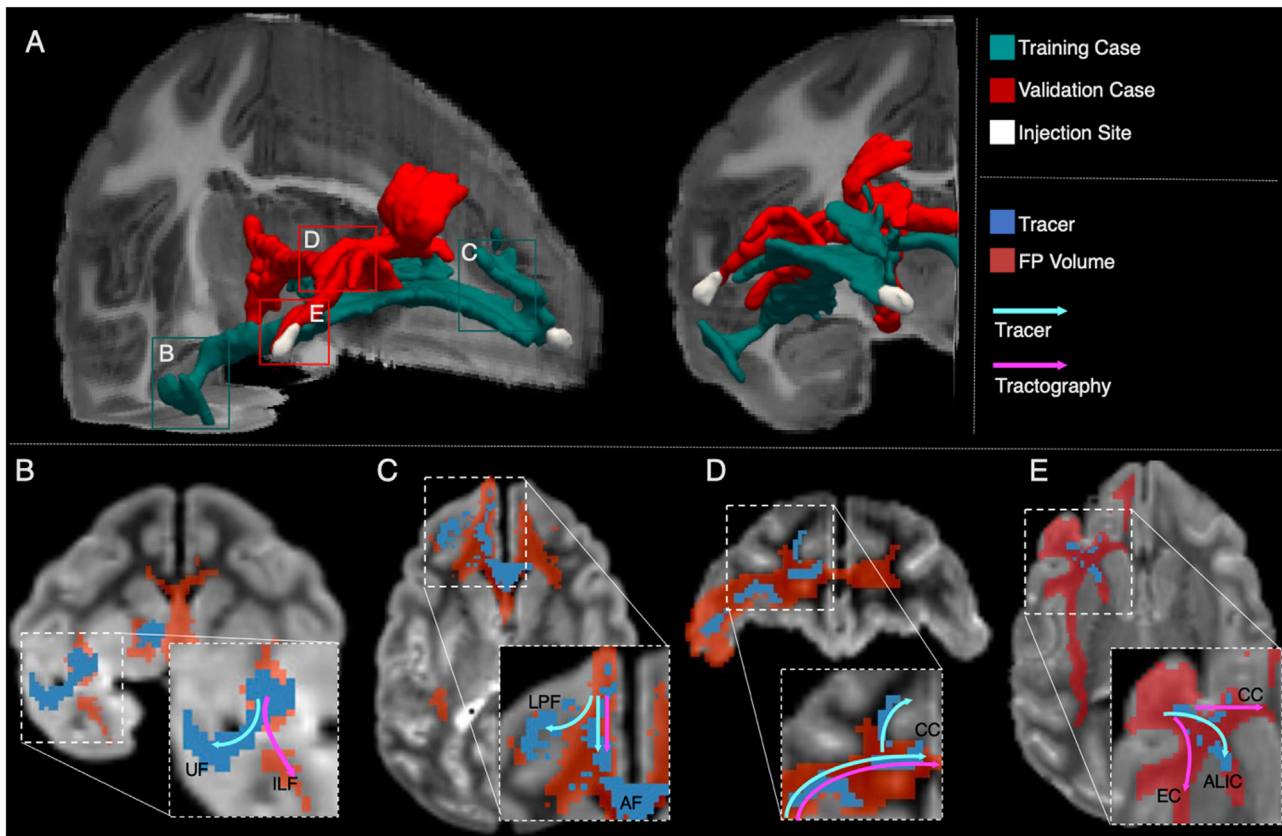 A
D
C
E
B
Training Case
Validation Case
Injection Site
Tracer
FP Volume
Tracer
Tractography
B
C
D
E
UF
ILF
LPF
AF
CC
CC
EC
ALIC